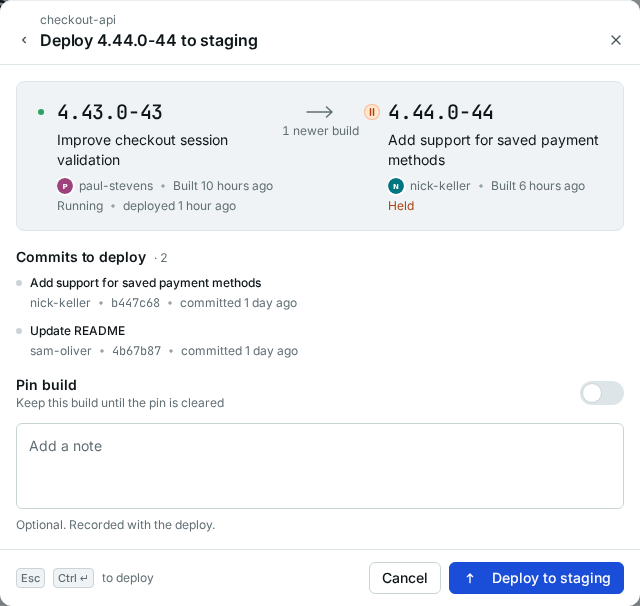 checkout-api
Deploy 4.44.0-44 to staging
4.43.0-43
Improve checkout session
validation
P paul-stevens • Built 10 hours ago
Running • deployed 1 hour ago
1 newer build
4.44.0-44
Add support for saved payment
methods
N nick-keller • Built 6 hours ago
Held
Commits to deploy · 2
Add support for saved payment methods
nick-keller • b447c68 • committed 1 day ago
Update README
sam-oliver • 4b67b87 • committed 1 day ago
Pin build
Keep this build until the pin is cleared
Add a note
Optional. Recorded with the deploy.
Esc Ctrl ↵ to deploy
Cancel
↑ Deploy to staging